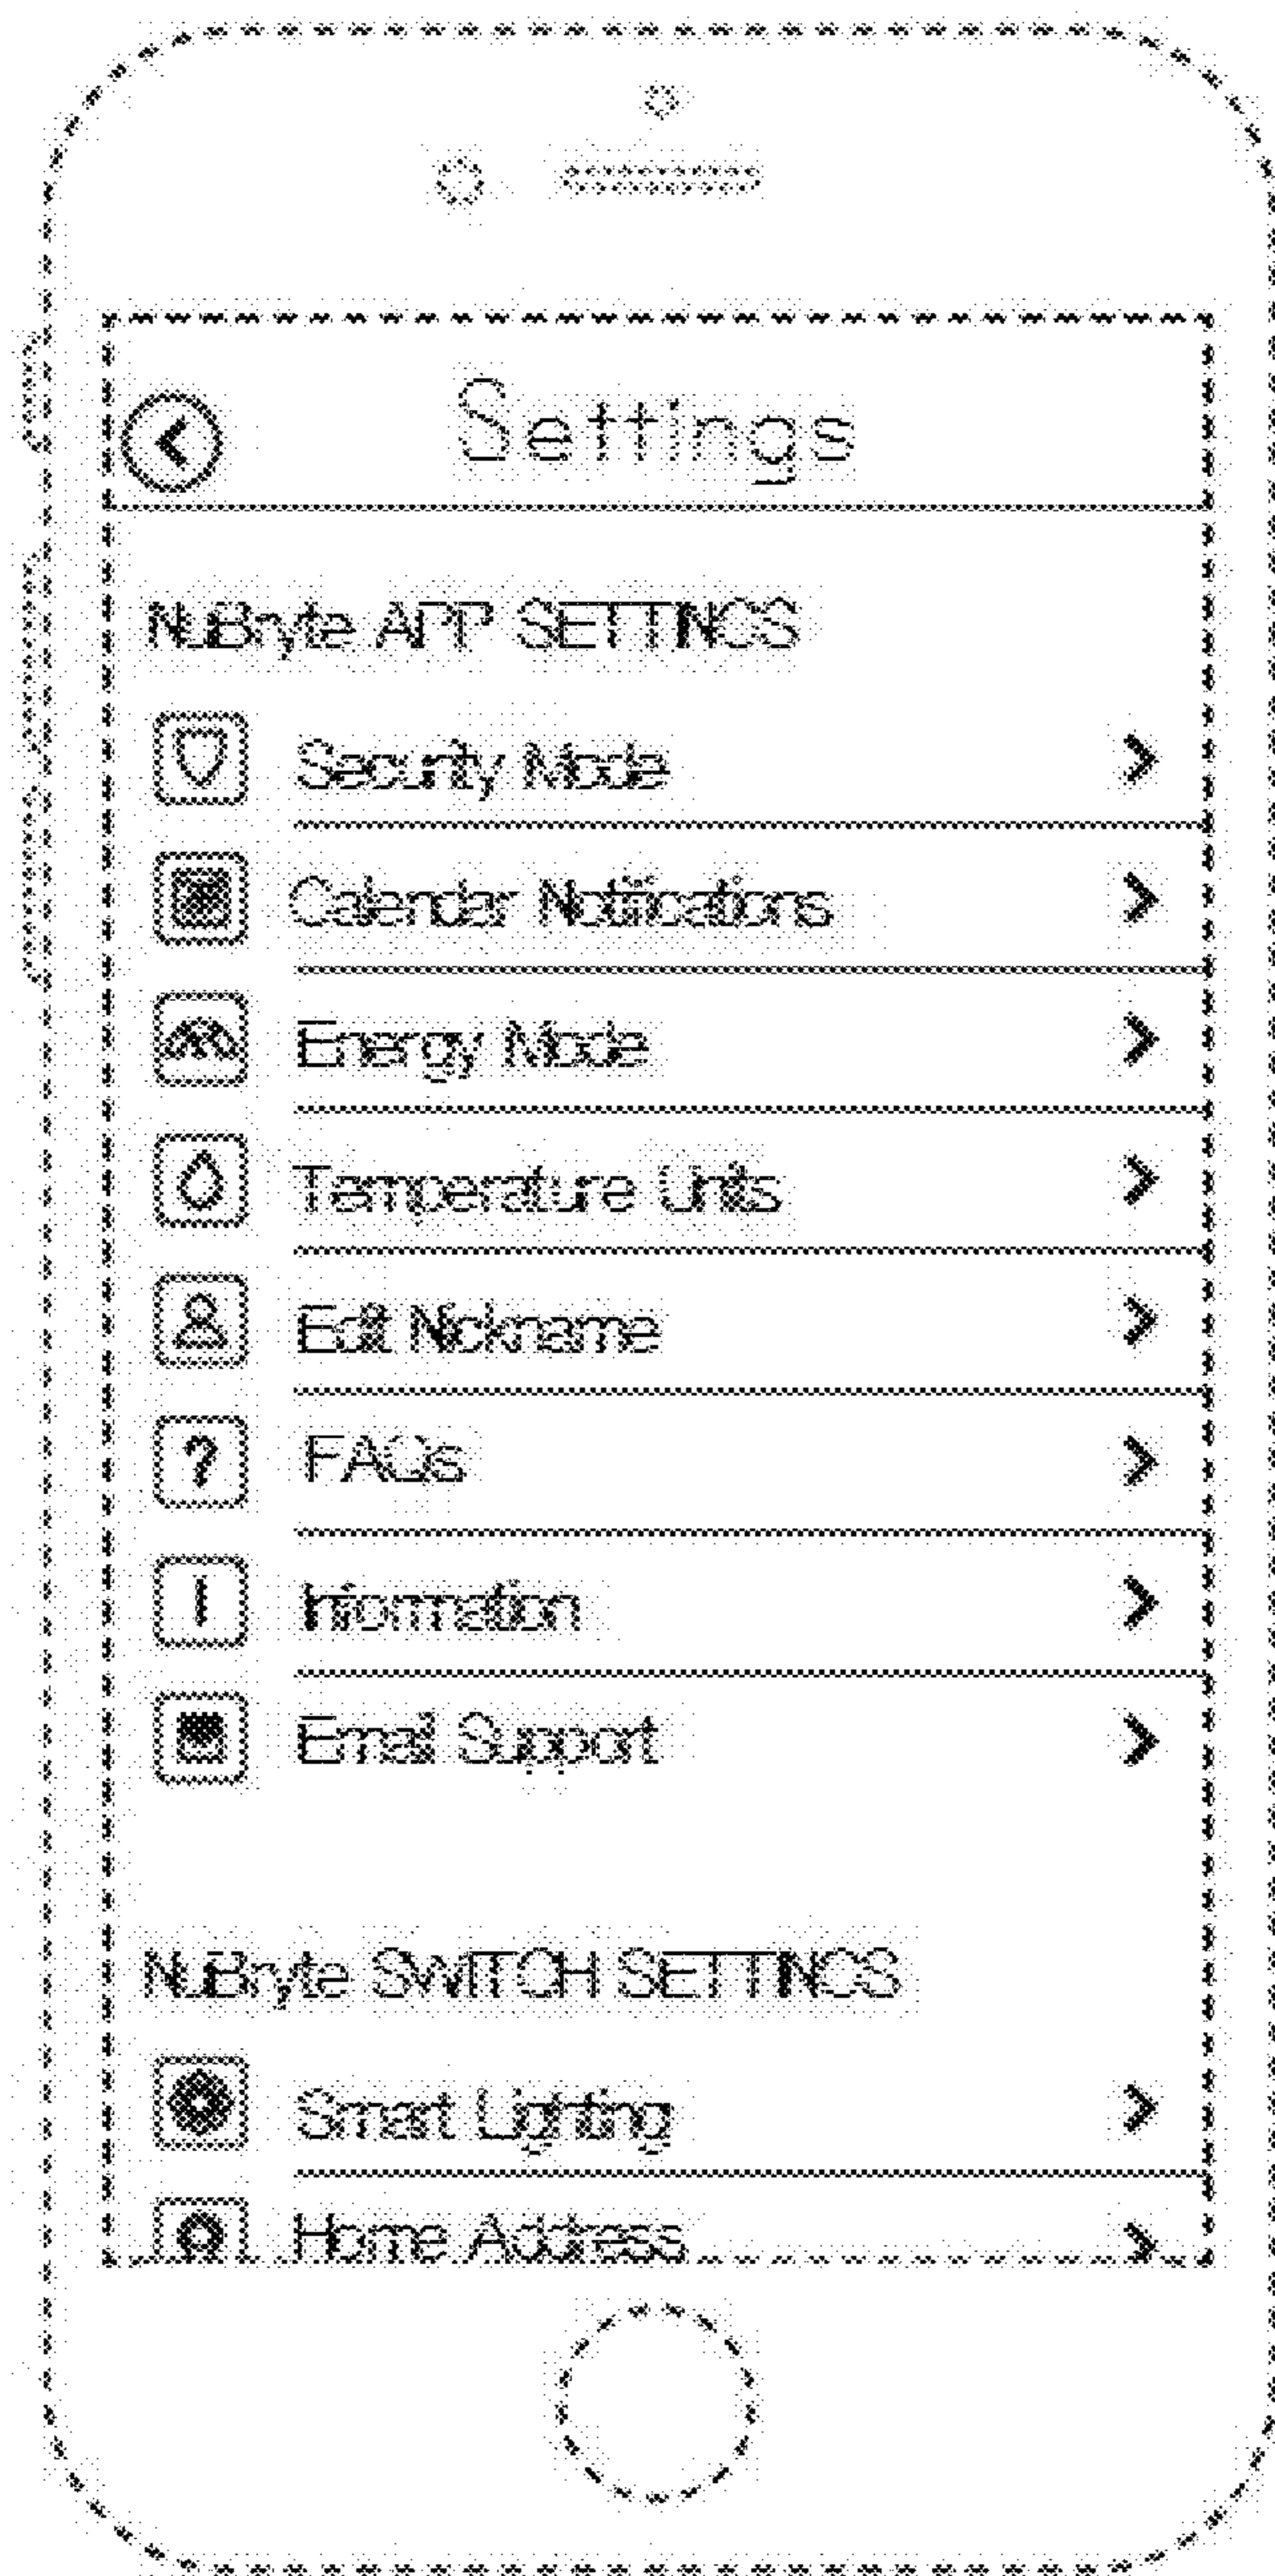 Settings
NuBryte APP SETTINGS
Security Mode
Calendar Notifications
Energy Mode
Temperature Units
Edit Nickname
? FAQs
Information
Email Support
NuBryte SWITCH SETTINGS
Smart Lighting
Home Address